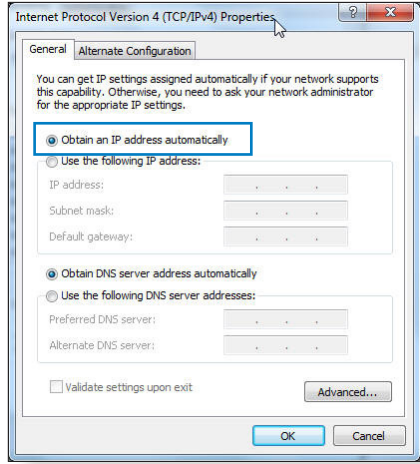 Internet Protocol Version 4 (TCP/IPv4) Properties
General
Alternate Configuration
You can get IP settings assigned automatically if your network supports
this capability. Otherwise, you need to ask your network administrator
for the appropriate IP settings.
Obtain an IP address automatically
Use the following IP address:
IP address:
Subnet mask:
Default gateway:
Obtain DNS server address automatically
Use the following DNS server addresses:
Preferred DNS server:
Alternate DNS server:
Validate settings upon exit
Advanced...
OK
Cancel